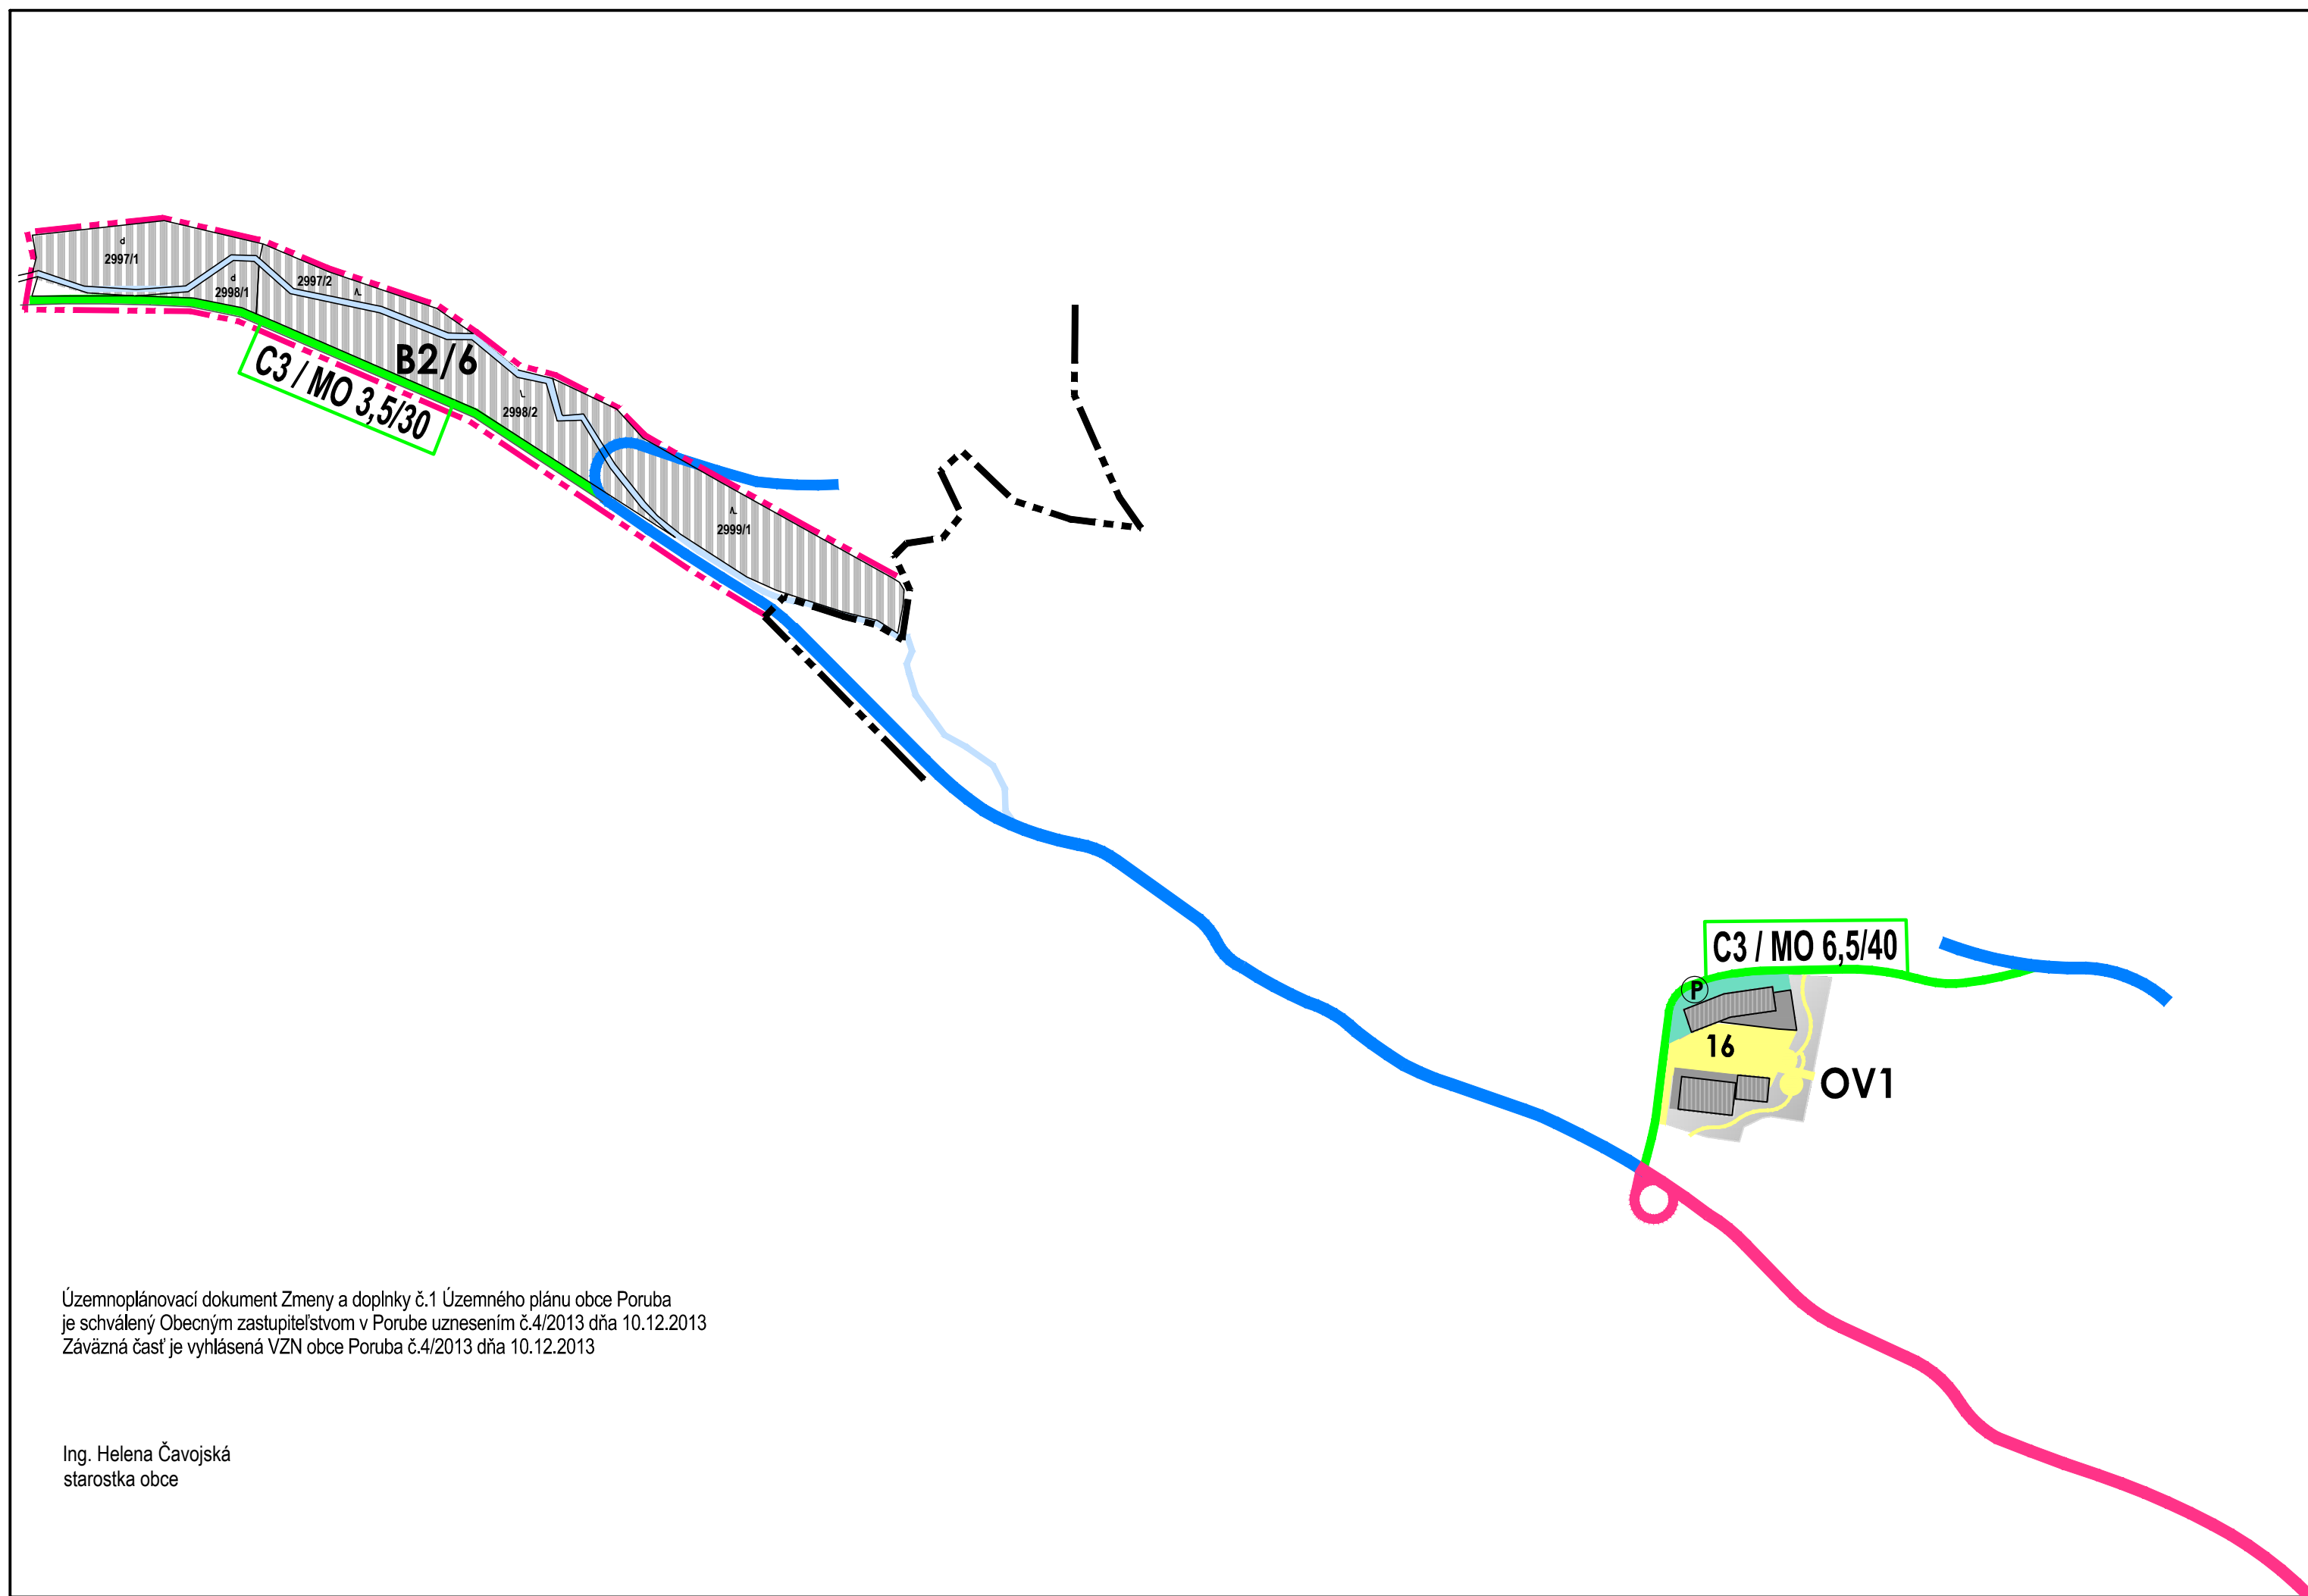 d
2997/1
d
2998/1
2997/2
B2/6
C3 / MO 3,5/30
2998/2
2999/1
C3 / MO 6,5/40
P
16
OV1
Územnoplánovací dokument Zmeny a doplnky č.1 Územného plánu obce Poruba
je schválený Obecným zastupiteľstvom v Porube uznesením č.4/2013 dňa 10.12.2013
Záväzná časť je vyhlásená VZN obce Poruba č.4/2013 dňa 10.12.2013
Ing. Helena Čavojská
starostka obce